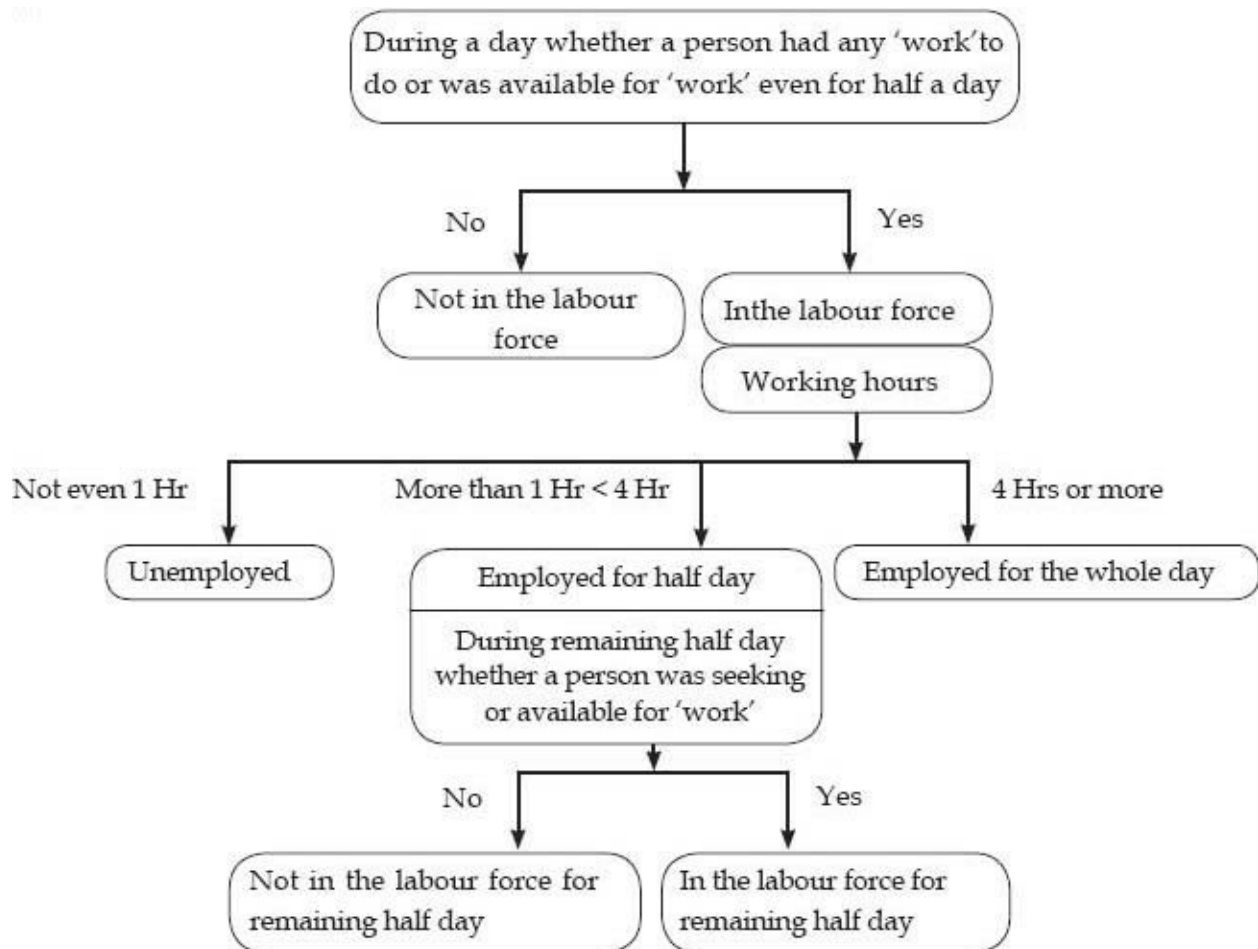 During a day whether a person had any ‘work’to
do or was available for ‘work’ even for half a day
No
Yes
Not in the labour
force
Inthe labour force
Working hours
Not even 1 Hr
More than 1 Hr < 4 Hr
4 Hrs or more
Unemployed
Employed for half day
Employed for the whole day
During remaining half day
whether a person was seeking
or available for ‘work’
No
Yes
Not in the labour force for
remaining half day
In the labour force for
remaining half day